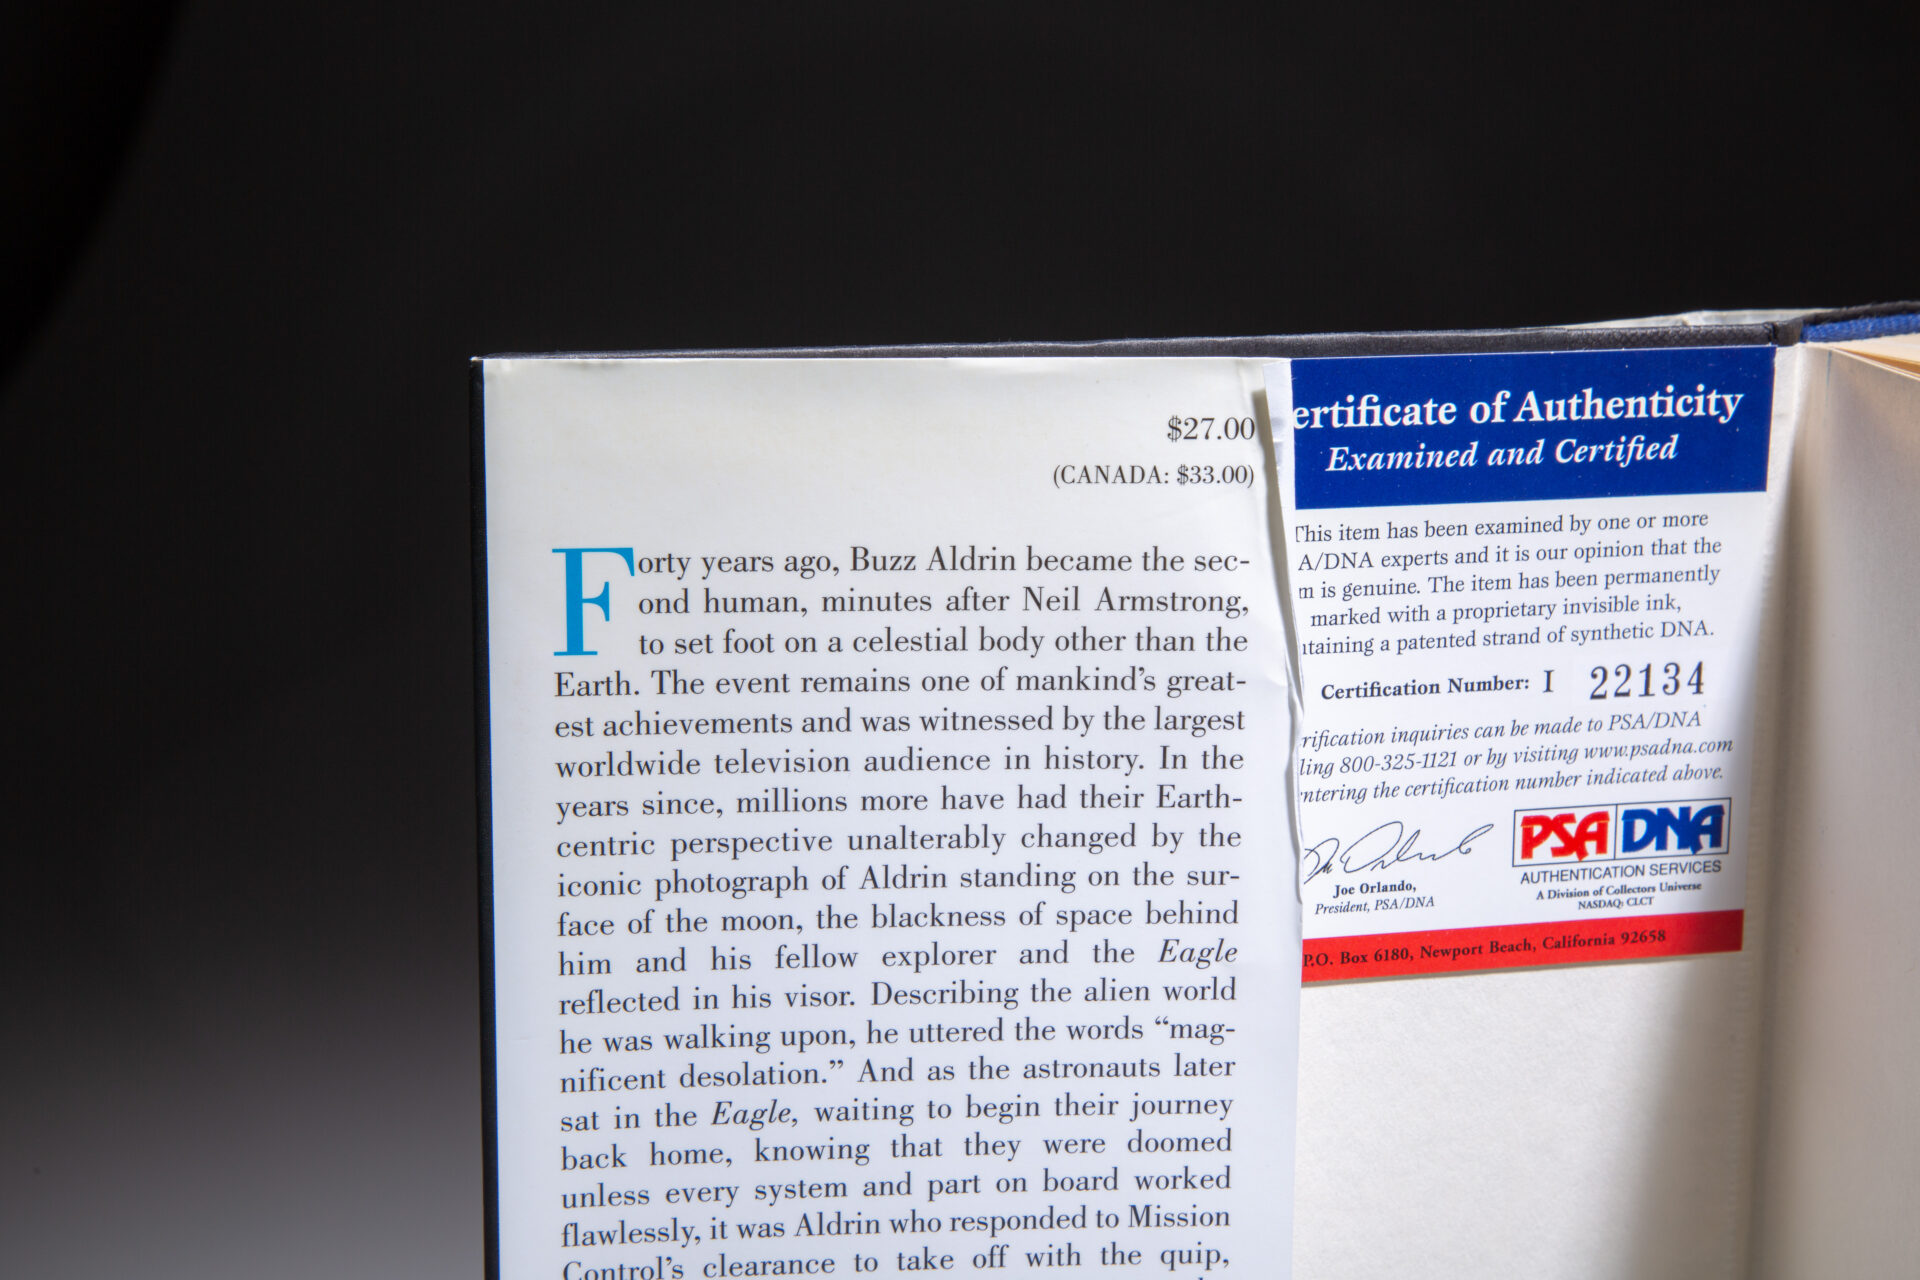 $27.00
(CANADA: $33.00)
Forty years ago, Buzz Aldrin became the sec-
ond human, minutes after Neil Armstrong,
to set foot on a celestial body other than the
Earth. The event remains one of mankind’s great-
est achievements and was witnessed by the largest
worldwide television audience in history. In the
years since, millions more have had their Earth-
centric perspective unalterably changed by the
iconic photograph of Aldrin standing on the sur-
face of the moon, the blackness of space behind
him and his fellow explorer and the Eagle
reflected in his visor. Describing the alien world
he was walking upon, he uttered the words “mag-
nificent desolation.” And as the astronauts later
sat in the Eagle, waiting to begin their journey
back home, knowing that they were doomed
unless every system and part on board worked
flawlessly, it was Aldrin who responded to Mission
Control’s clearance to take off with the quip,
ertificate of Authenticity
Examined and Certified
This item has been examined by one or more
A/DNA experts and it is our opinion that the
m is genuine. The item has been permanently
marked with a proprietary invisible ink,
ntaining a patented strand of synthetic DNA.
Certification Number: I 22134
rification inquiries can be made to PSA/DNA
ling 800-325-1121 or by visiting www.psadna.com
ntering the certification number indicated above.
Joe Orlando,
President, PSA/DNA
PSA DNA
AUTHENTICATION SERVICES
A Division of Collectors Universe
NASDAQ: CLCT
P.O. Box 6180, Newport Beach, California 92658